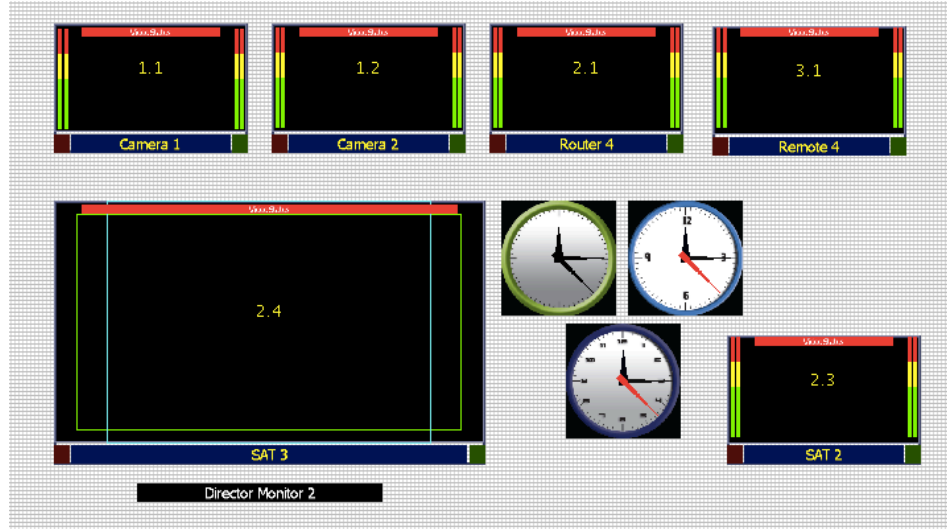 1.1
Camera 1
1.2
Camera 2
2.1
Router 4
3.1
Remote 4
2.4
SAT 3
12
3
6
9
2.3
SAT 2
Director Monitor 2